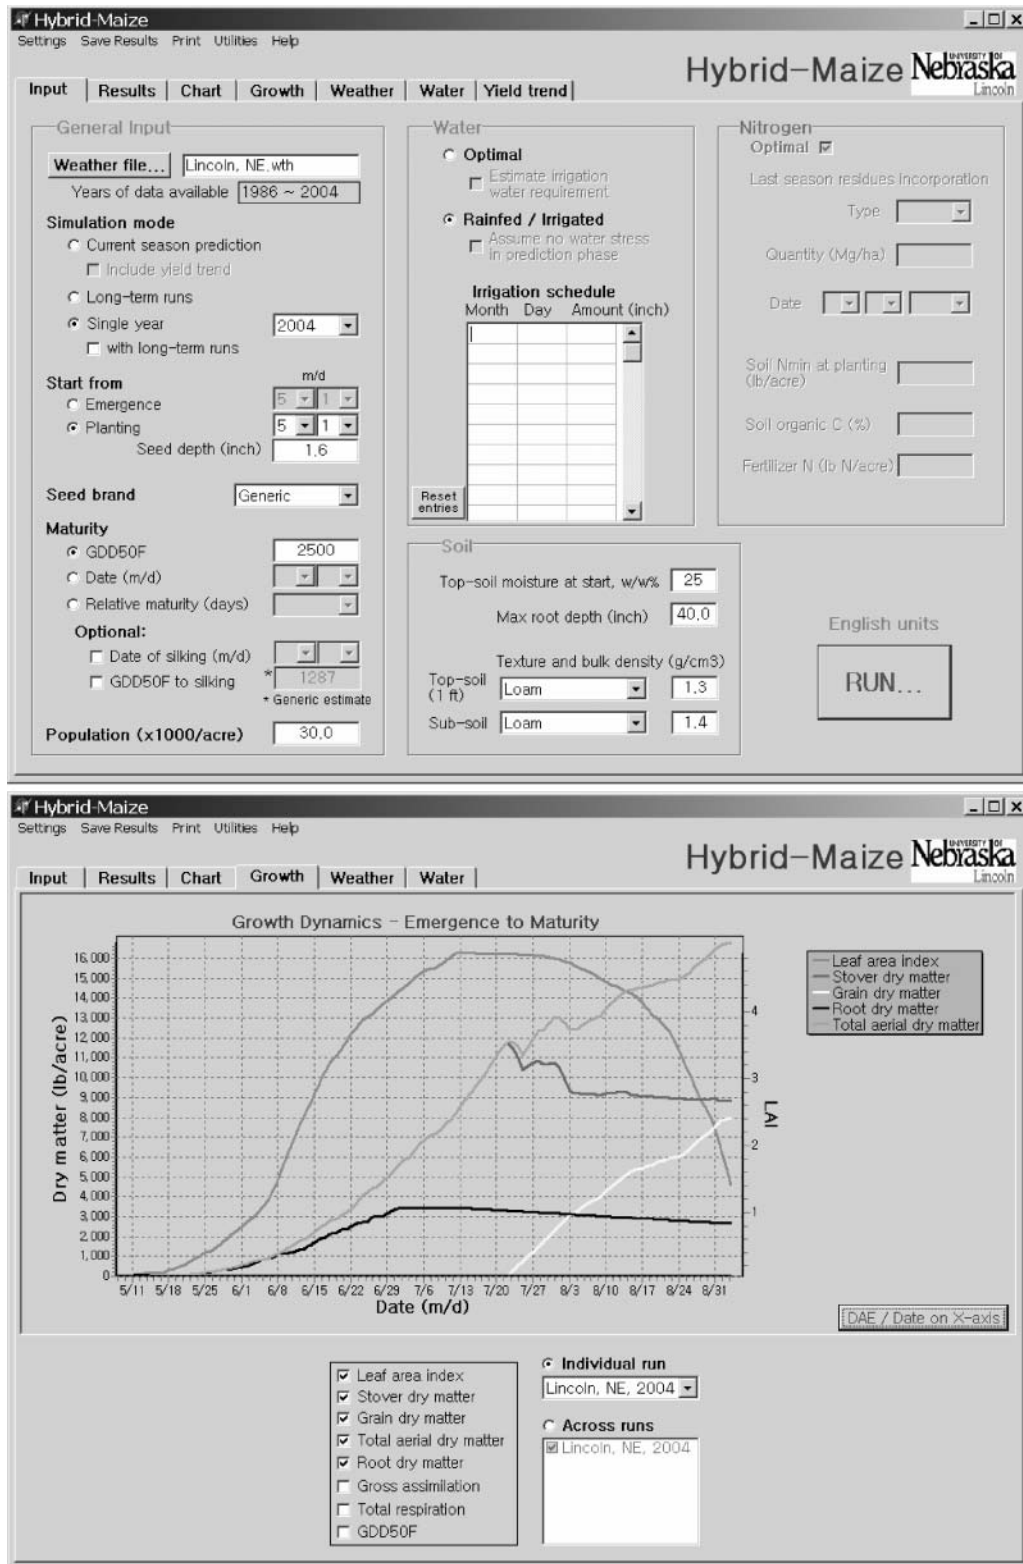 Hybrid-Maize
Settings Save Results Print Utilities Help
Hybrid-Maize
UNIVERSITY OF
Nebraska
Lincoln
Input Results Chart Growth Weather Water Yield trend
General Input
Weather file... Lincoln, NE.wth
Years of data available 1986 ~ 2004
Simulation mode
Current season prediction
Include yield trend
Long-term runs
Single year 2004
with long-term runs
Start from m/d
Emergence 5 1
Planting 5 1
Seed depth (inch) 1.6
Seed brand Generic
Maturity
GDD50F 2500
Date (m/d)
Relative maturity (days)
Optional:
Date of silking (m/d)
GDD50F to silking * 1287
* Generic estimate
Population (x1000/acre) 30.0
Water
Optimal
Estimate irrigation
water requirement
Rainfed / Irrigated
Assume no water stress
in prediction phase
Irrigation schedule
Month Day Amount (inch)
Reset
entries
Nitrogen
Optimal
Last season residues incorporation
Type
Quantity (Mg/ha)
Date
Soil Nmin at planting
(lb/acre)
Soil organic C (%)
Fertilizer N (lb N/acre)
Soil
Top-soil moisture at start, w/w% 25
Max root depth (inch) 40.0
Texture and bulk density (g/cm3)
Top-soil
(1 ft) Loam 1.3
Sub-soil Loam 1.4
English units
RUN...
Hybrid-Maize
Settings Save Results Print Utilities Help
Hybrid-Maize
UNIVERSITY OF
Nebraska
Lincoln
Input Results Chart Growth Weather Water
Growth Dynamics - Emergence to Maturity
Dry matter (lb/acre)
16,000
15,000
14,000
13,000
12,000
11,000
10,000
9,000
8,000
7,000
6,000
5,000
4,000
3,000
2,000
1,000
0
4
3
2
1
LAI
5/11 5/18 5/25 6/1 6/8 6/15 6/22 6/29 7/6 7/13 7/20 7/27 8/3 8/10 8/17 8/24 8/31
Date (m/d)
Leaf area index
Stover dry matter
Grain dry matter
Root dry matter
Total aerial dry matter
DAE / Date on X-axis
Leaf area index
Stover dry matter
Grain dry matter
Total aerial dry matter
Root dry matter
Gross assimilation
Total respiration
GDD50F
Individual run
Lincoln, NE, 2004
Across runs
Lincoln, NE, 2004